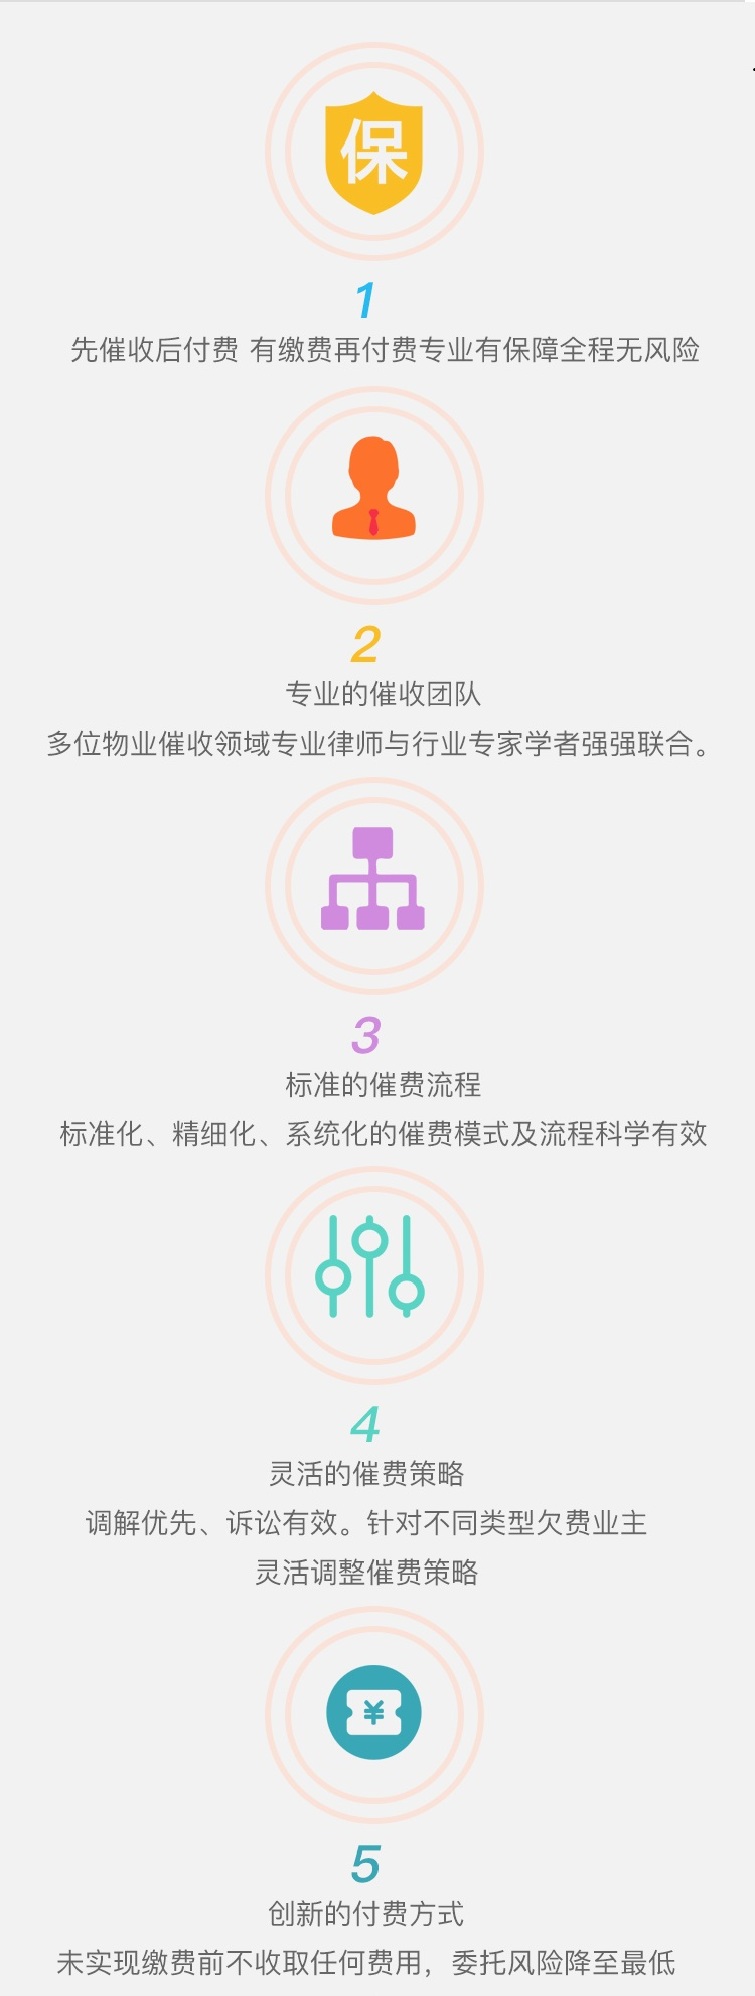 保
1
先催收后付费 有缴费再付费专业有保障全程无风险
2
专业的催收团队
多位物业催收领域专业律师与行业专家学者强强联合。
3
标准的催费流程
标准化、精细化、系统化的催费模式及流程科学有效
4
灵活的催费策略
调解优先、诉讼有效。针对不同类型欠费业主
灵活调整催费策略
¥
5
创新的付费方式
未实现缴费前不收取任何费用，委托风险降至最低